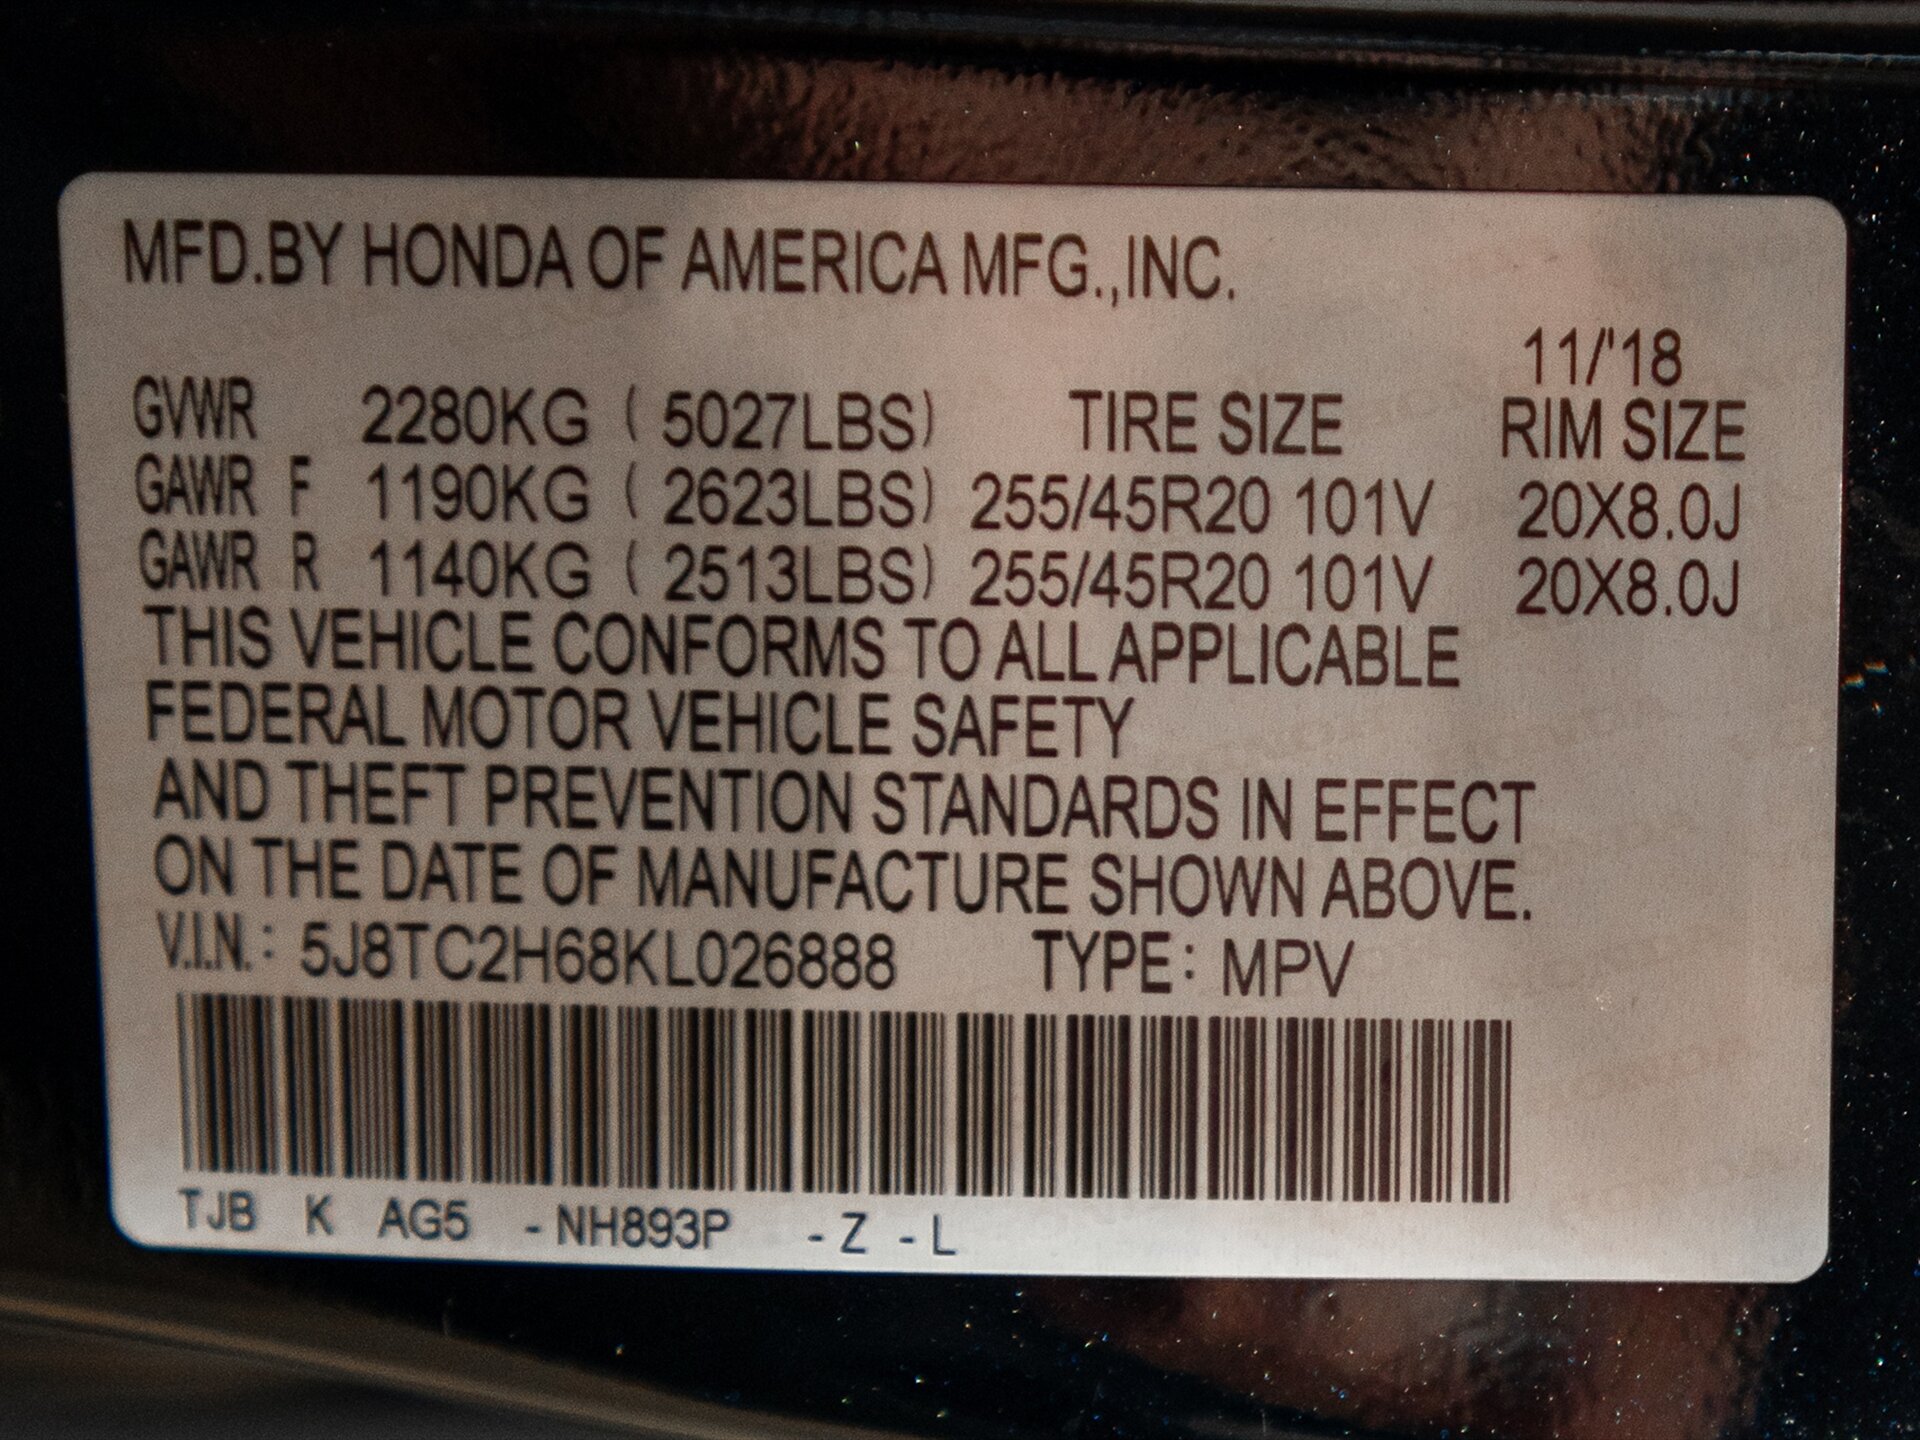 MFD.BY HONDA OF AMERICA MFG.,INC.
11/'18
GVWR 2280KG ( 5027LBS) TIRE SIZE RIM SIZE
GAWR F 1190KG ( 2623LBS) 255/45R20 101V 20X8.0J
GAWR R 1140KG ( 2513LBS) 255/45R20 101V 20X8.0J
THIS VEHICLE CONFORMS TO ALL APPLICABLE
FEDERAL MOTOR VEHICLE SAFETY
AND THEFT PREVENTION STANDARDS IN EFFECT
ON THE DATE OF MANUFACTURE SHOWN ABOVE.
V.I.N.: 5J8TC2H68KL026888 TYPE: MPV
TJB K AG5 -NH893P -Z -L